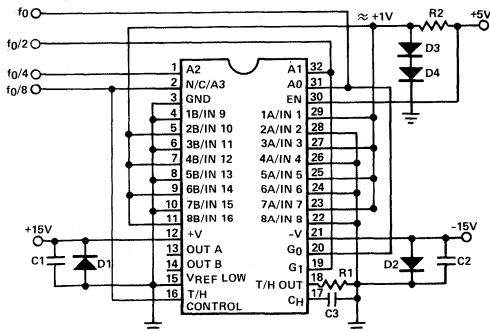 f0
≈ +1V
R2
+5V
f0/2
D3
D4
f0/4
f0/8
1 A2
2 N/C/A3
3 GND
4 1B/IN 9
5 2B/IN 10
6 3B/IN 11
7 4B/IN 12
8 5B/IN 13
9 6B/IN 14
10 7B/IN 15
11 8B/IN 16
12 +V
13 OUT A
14 OUT B
15 VREF LOW
16 T/H CONTROL
A1 32
A0 31
EN 30
1A/IN 1 29
2A/IN 2 28
3A/IN 3 27
4A/IN 4 26
5A/IN 5 25
6A/IN 6 24
7A/IN 7 23
8A/IN 8 22
-V 21
G0 20
G1 19
T/H OUT 18
CH 17
+15V
C1
D1
-15V
D2
C2
R1
C3